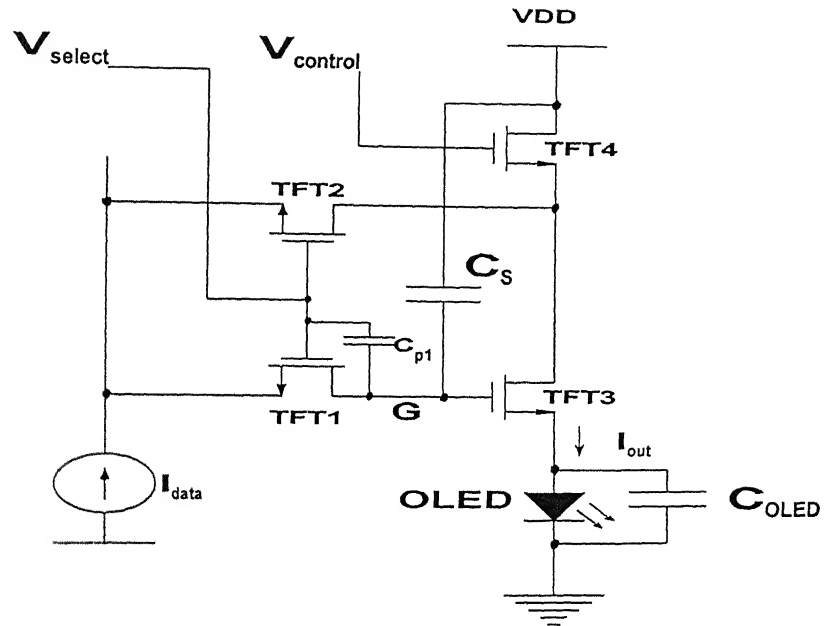 VDD
Vselect
Vcontrol
TFT4
TFT2
CS
Cp1
TFT1
G
TFT3
Iout
Idata
OLED
COLED